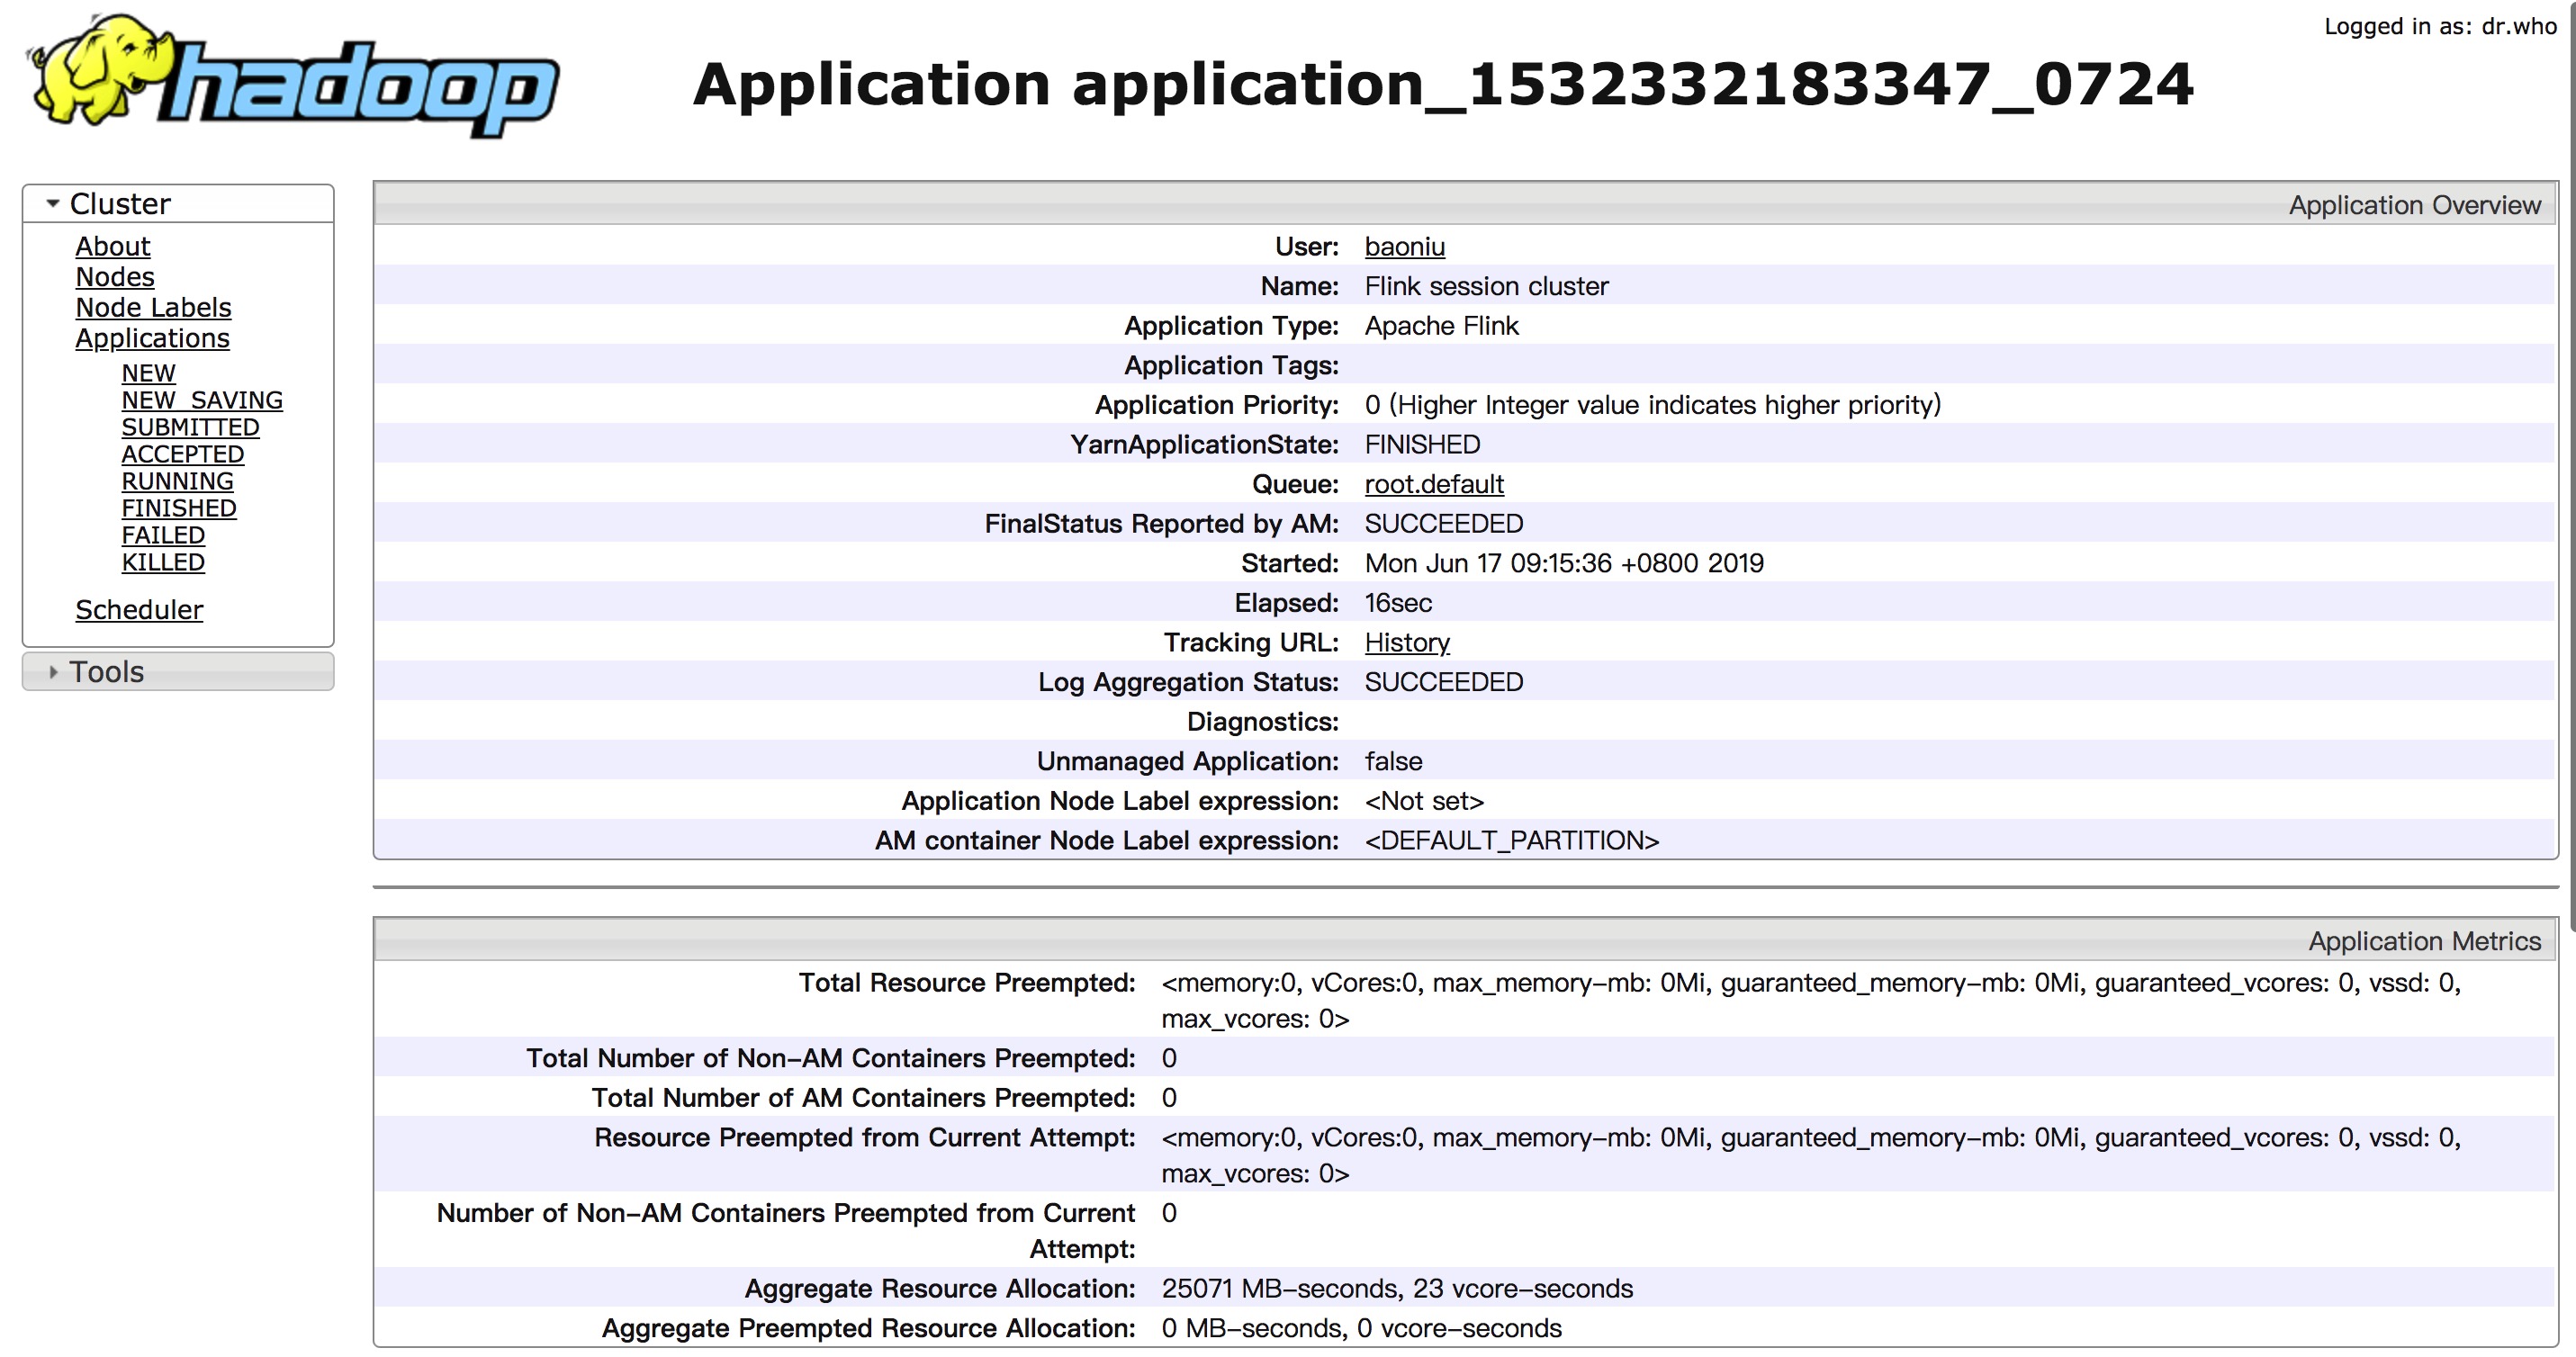 hadoop
Logged in as: dr.who
Application application_1532332183347_0724
Cluster
About
Nodes
Node Labels
Applications
NEW
NEW_SAVING
SUBMITTED
ACCEPTED
RUNNING
FINISHED
FAILED
KILLED
Scheduler
Tools
Application Overview
User: baoniu
Name: Flink session cluster
Application Type: Apache Flink
Application Tags:
Application Priority: 0 (Higher Integer value indicates higher priority)
YarnApplicationState: FINISHED
Queue: root.default
FinalStatus Reported by AM: SUCCEEDED
Started: Mon Jun 17 09:15:36 +0800 2019
Elapsed: 16sec
Tracking URL: History
Log Aggregation Status: SUCCEEDED
Diagnostics:
Unmanaged Application: false
Application Node Label expression: <Not set>
AM container Node Label expression: <DEFAULT_PARTITION>
Application Metrics
Total Resource Preempted: <memory:0, vCores:0, max_memory-mb: 0Mi, guaranteed_memory-mb: 0Mi, guaranteed_vcores: 0, vssd: 0,
max_vcores: 0>
Total Number of Non-AM Containers Preempted: 0
Total Number of AM Containers Preempted: 0
Resource Preempted from Current Attempt: <memory:0, vCores:0, max_memory-mb: 0Mi, guaranteed_memory-mb: 0Mi, guaranteed_vcores: 0, vssd: 0,
max_vcores: 0>
Number of Non-AM Containers Preempted from Current 0
Attempt:
Aggregate Resource Allocation: 25071 MB-seconds, 23 vcore-seconds
Aggregate Preempted Resource Allocation: 0 MB-seconds, 0 vcore-seconds